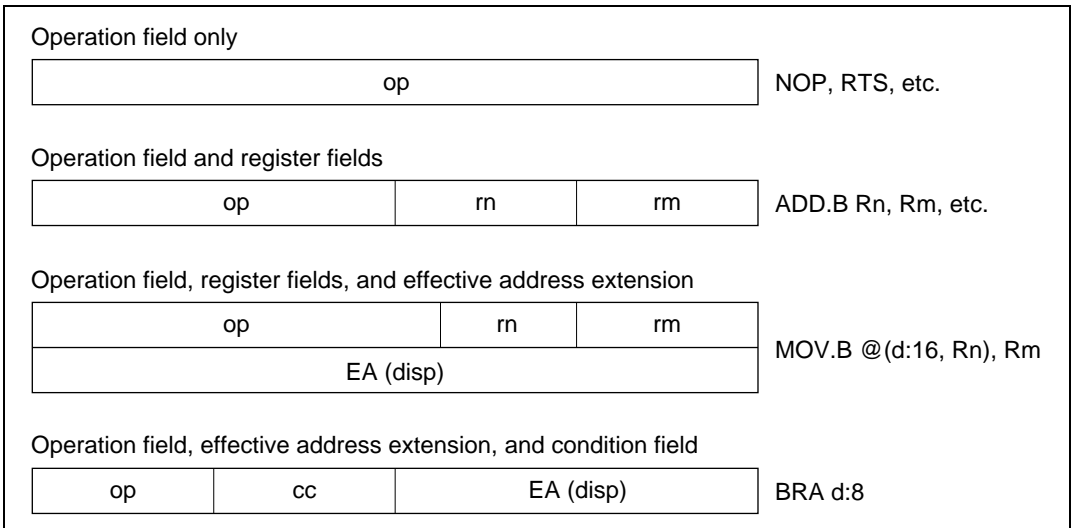 Operation field only
op
NOP, RTS, etc.
Operation field and register fields
op rn rm
ADD.B Rn, Rm, etc.
Operation field, register fields, and effective address extension
op rn rm
EA (disp)
MOV.B @(d:16, Rn), Rm
Operation field, effective address extension, and condition field
op cc EA (disp)
BRA d:8